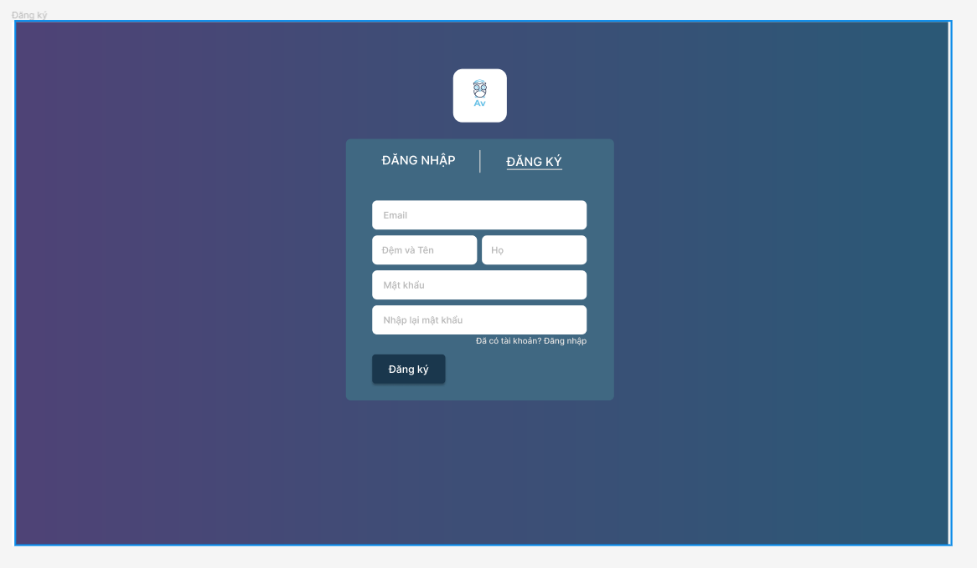 Đăng ký
Av
ĐĂNG NHẬP
ĐĂNG KÝ
Email
Đệm và Tên
Họ
Mật khẩu
Nhập lại mật khẩu
Đã có tài khoản? Đăng nhập
Đăng ký